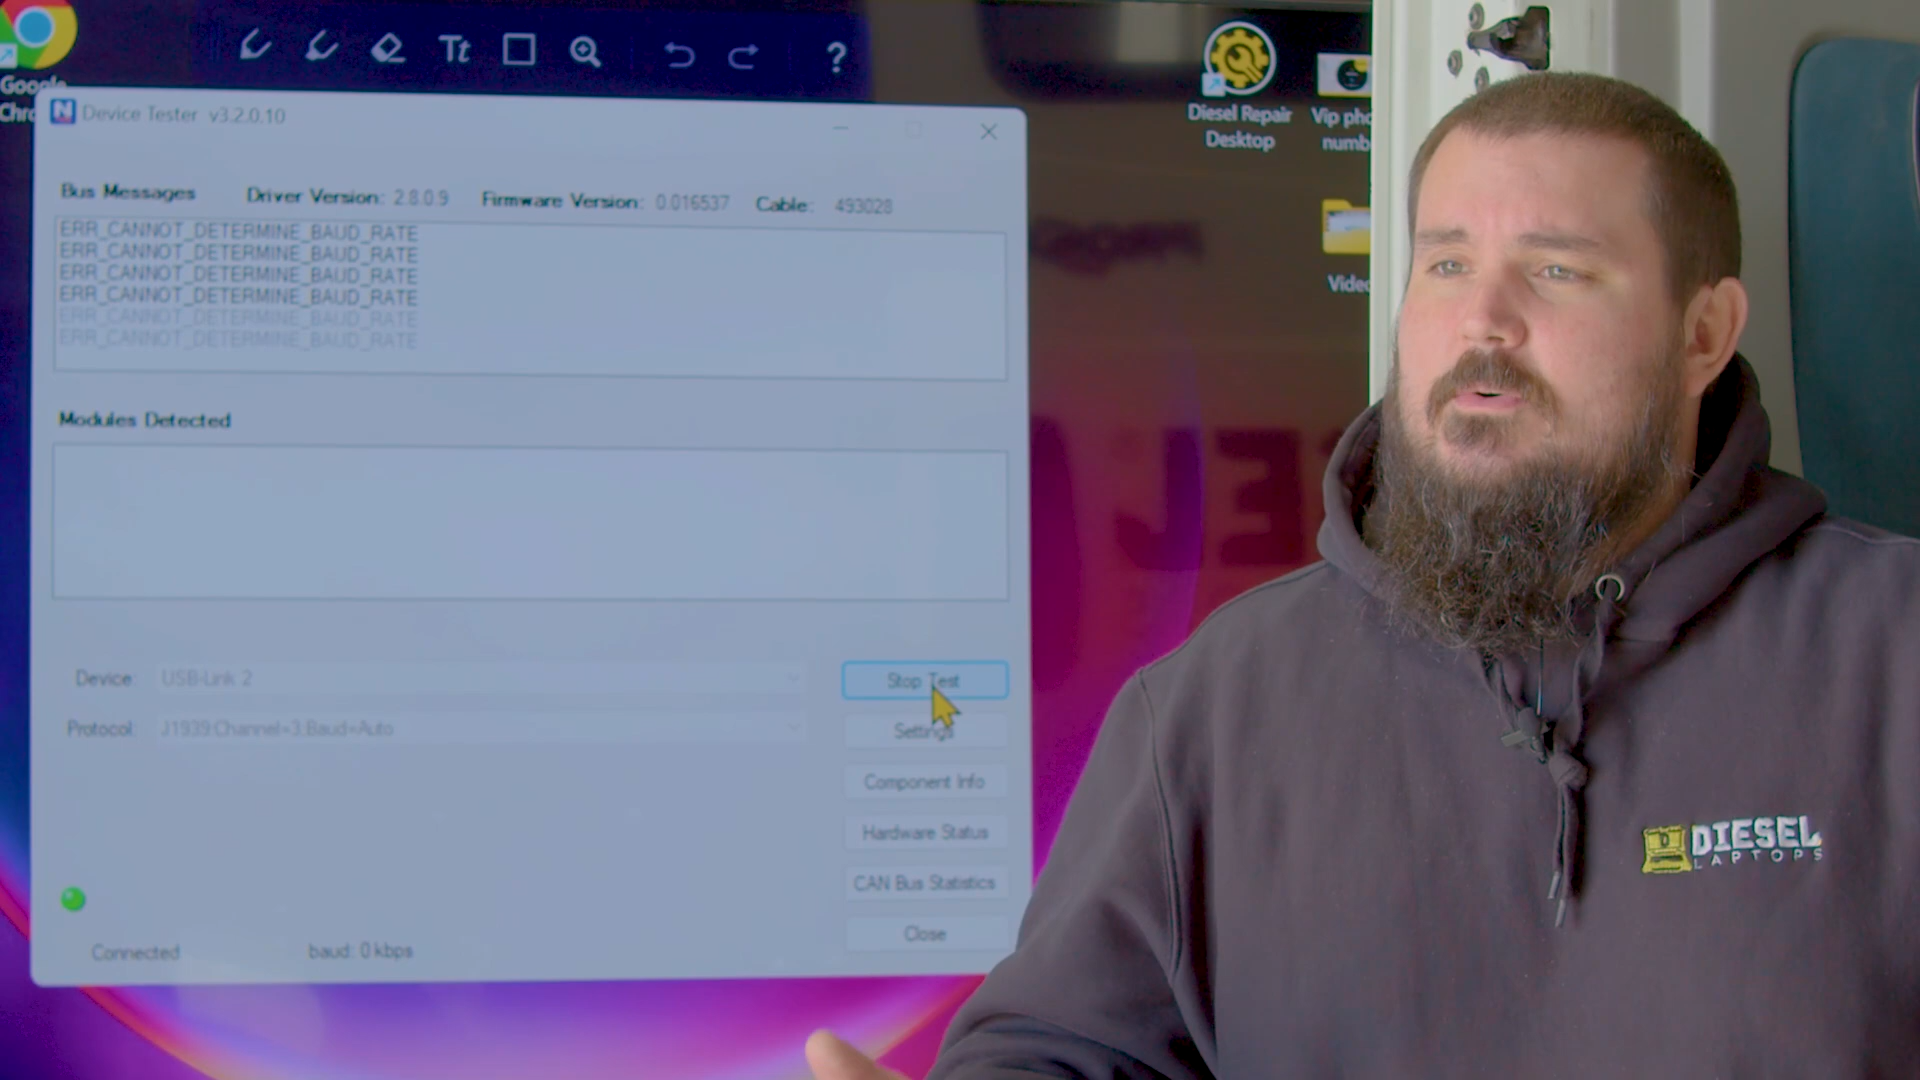 Tt
?
Google
Chro
Diesel Repair
Desktop
Vip pho
numb
Device Tester v3.2.0.10
Bus Messages
Driver Version: 2.8.0.9
Firmware Version: 0.016537
Cable: 493028
ERR_CANNOT_DETERMINE_BAUD_RATE
ERR_CANNOT_DETERMINE_BAUD_RATE
ERR_CANNOT_DETERMINE_BAUD_RATE
ERR_CANNOT_DETERMINE_BAUD_RATE
ERR_CANNOT_DETERMINE_BAUD_RATE
ERR_CANNOT_DETERMINE_BAUD_RATE
Video
Modules Detected
Device: USB-Link 2
Stop Test
Protocol: J1939:Channel=3;Baud=Auto
Settings
Component Info
Hardware Status
CAN Bus Statistics
Close
Connected
baud: 0 kbps
DIESEL
LAPTOPS